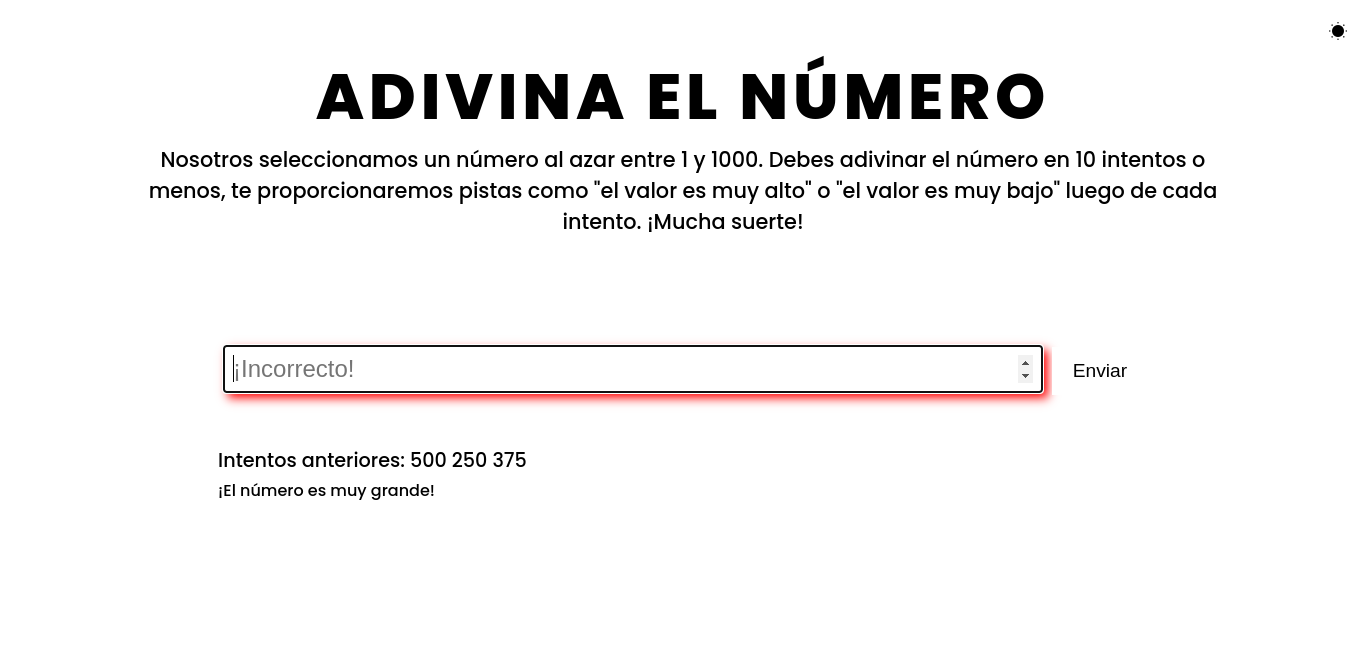 ADIVINA EL NÚMERO
Nosotros seleccionamos un número al azar entre 1 y 1000. Debes adivinar el número en 10 intentos o
menos, te proporcionaremos pistas como "el valor es muy alto" o "el valor es muy bajo" luego de cada
intento. ¡Mucha suerte!
¡Incorrecto!
Enviar
Intentos anteriores: 500 250 375
¡El número es muy grande!